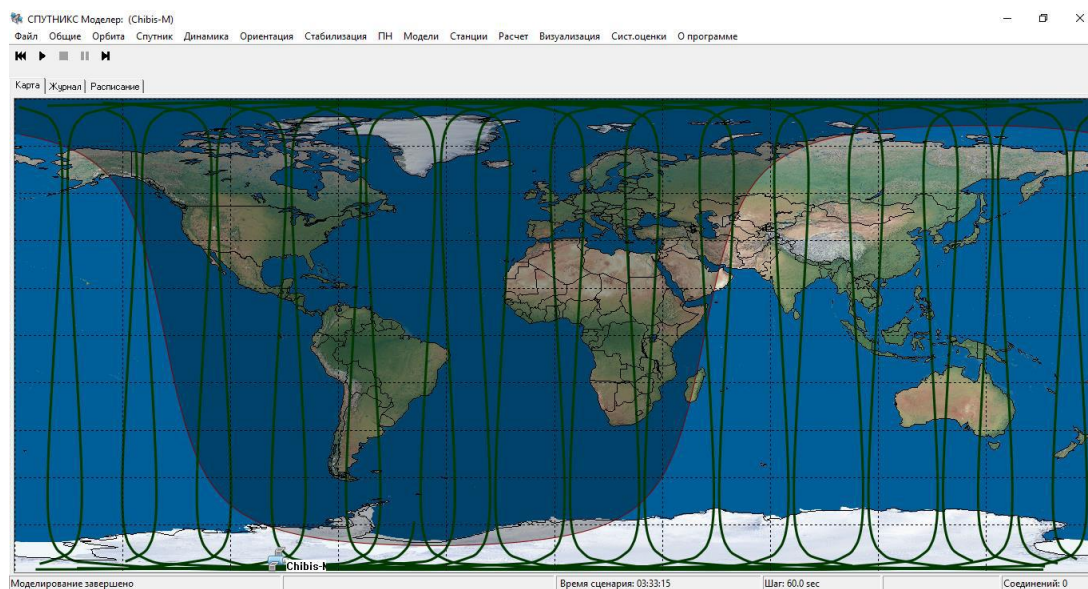 СПУТНИКС Моделер: (Chibis-M)
Файл Общие Орбита Спутник Динамика Ориентация Стабилизация ПН Модели Станции Расчет Визуализация Сист.оценки О программе
Карта Журнал Расписание
Chibis-
Моделирование завершено Время сценария: 03:33:15 Шаг: 60.0 sec Соединений: 0